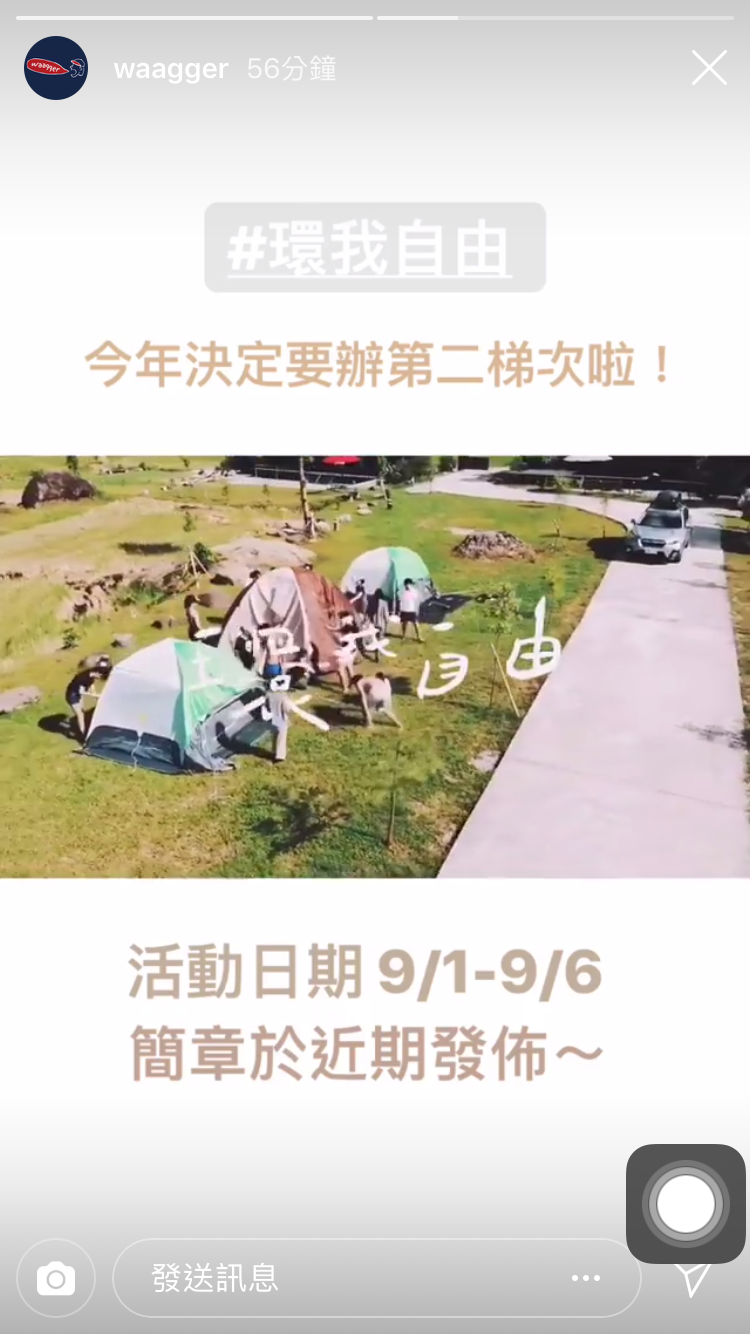 waagger 56分鐘
#環我自由
今年決定要辦第二梯次啦！
環我自由
活動日期 9/1-9/6
簡章於近期發佈～
發送訊息